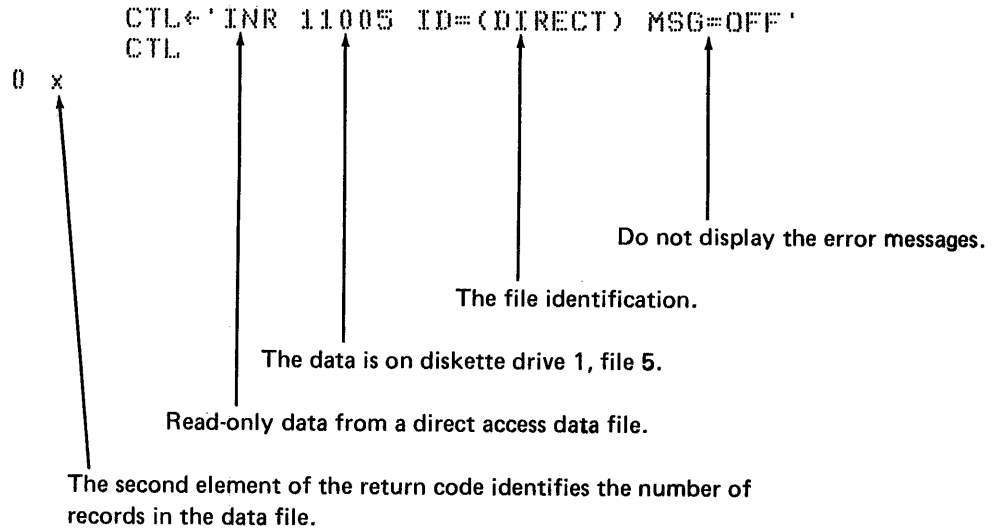 CTL←'INR 11005 ID=(DIRECT) MSG=OFF'
CTL
0 x
Do not display the error messages.
The file identification.
The data is on diskette drive 1, file 5.
Read-only data from a direct access data file.
The second element of the return code identifies the number of
records in the data file.